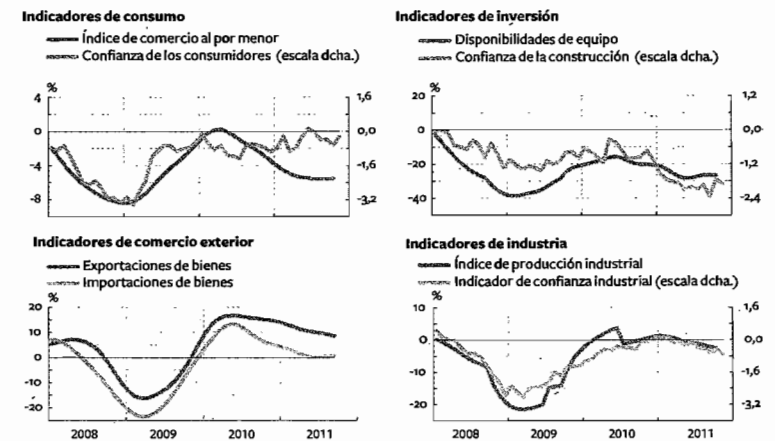 Indicadores de consumo
Índice de comercio al por menor
Confianza de los consumidores (escala dcha.)
%
4
0
-4
-8
1,6
0,0
-1,6
-3,2
Indicadores de inversión
Disponibilidades de equipo
Confianza de la construcción (escala dcha.)
%
20
0
-20
-40
1,2
0,0
-1,2
-2,4
Indicadores de comercio exterior
Exportaciones de bienes
Importaciones de bienes
%
20
10
0
-10
-20
2008 2009 2010 2011
Indicadores de industria
Índice de producción industrial
Indicador de confianza industrial (escala dcha.)
%
10
0
-10
-20
1,6
0,0
-1,6
-3,2
2008 2009 2010 2011